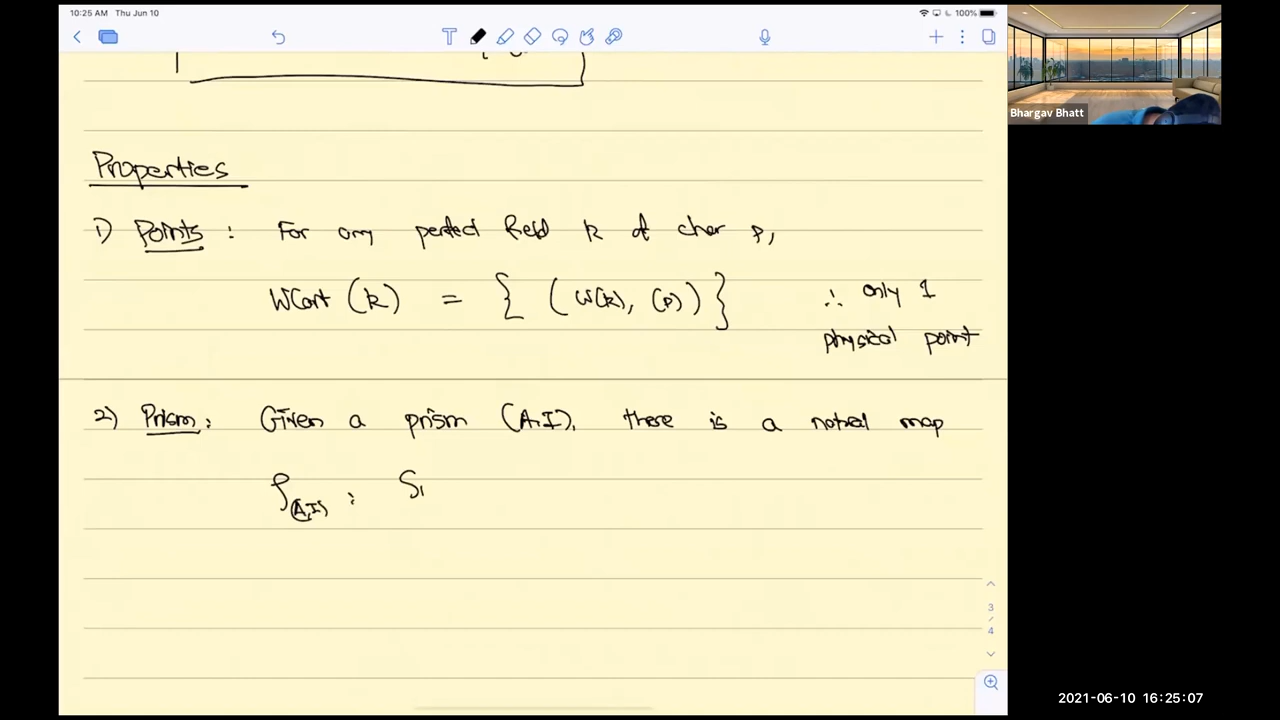 10:25 AM Thu Jun 10
100%
Bhargav Bhatt
Properties
1) Points : For any perfect field k of char p,
WCart (k) = { (W(k), (p)) } ∴ only 1
physical point
2) Prism : Given a prism (A,I), there is a natural map
ρ(A,I) : S
3
4
2021-06-10 16:25:07